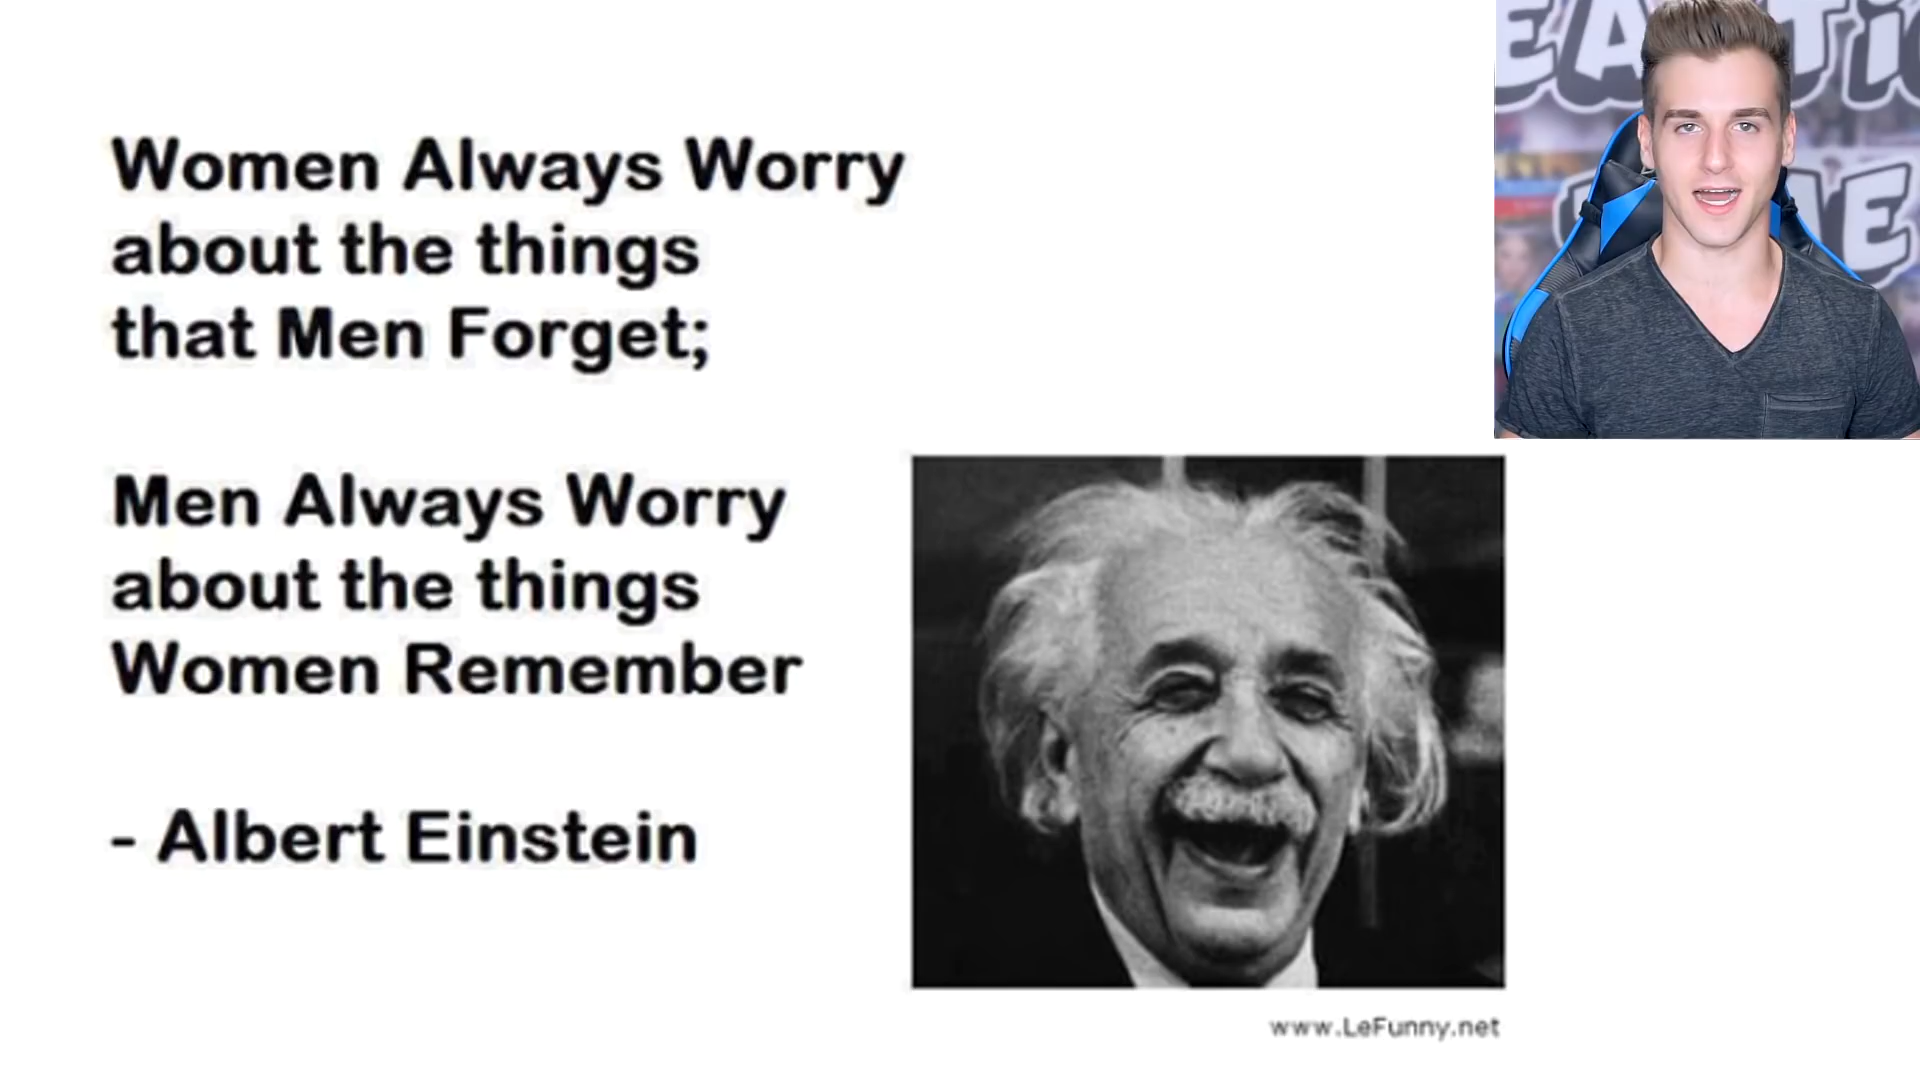 Women Always Worry
about the things
that Men Forget;
Men Always Worry
about the things
Women Remember
- Albert Einstein
www.LeFunny.net